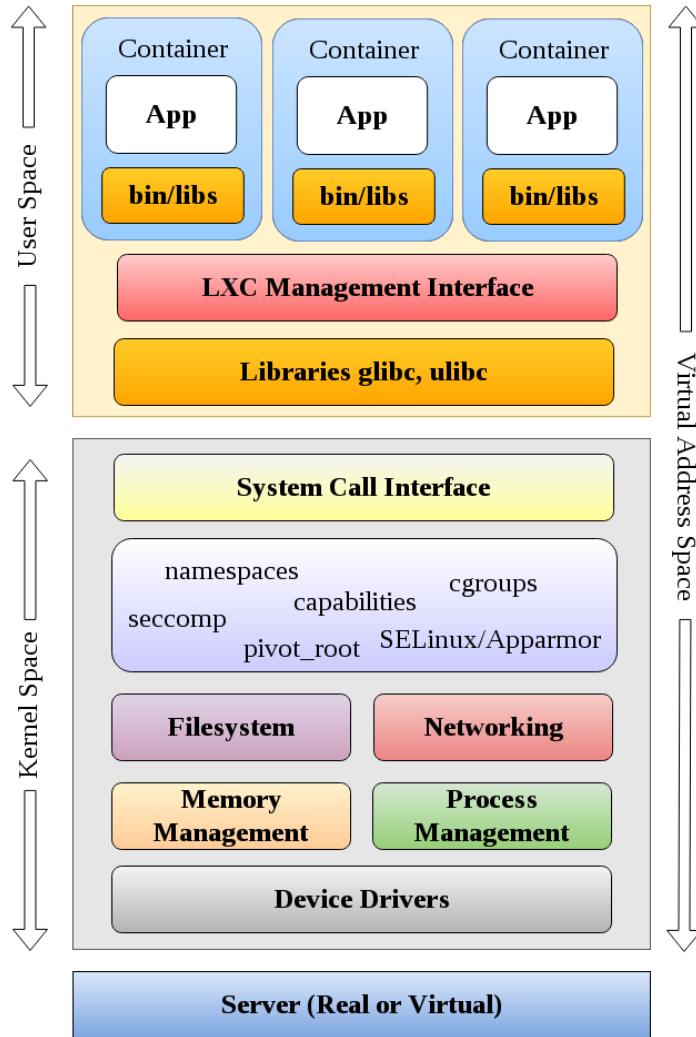 Container
Container
Container
App
App
App
bin/libs
bin/libs
bin/libs
LXC Management Interface
Libraries glibc, ulibc
User Space
System Call Interface
namespaces
cgroups
capabilities
seccomp
SELinux/Apparmor
pivot_root
Filesystem
Networking
Memory
Management
Process
Management
Device Drivers
Kernel Space
Virtual Address Space
Server (Real or Virtual)